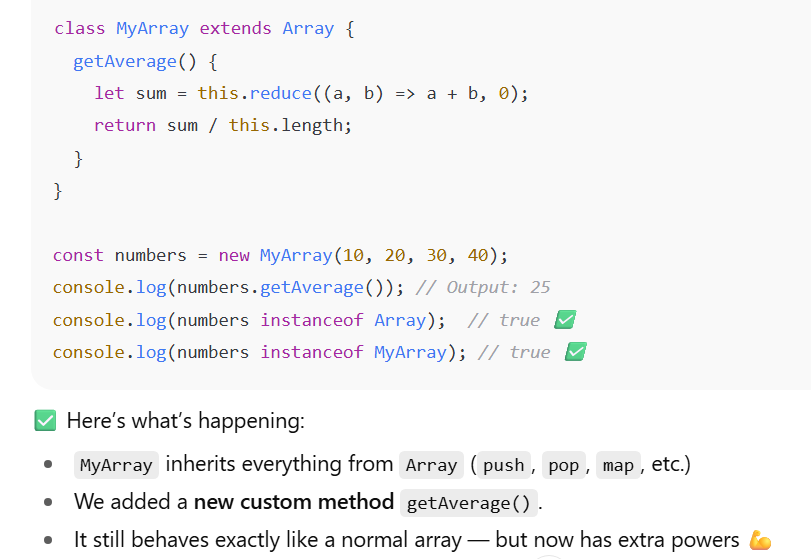 class MyArray extends Array {
  getAverage() {
    let sum = this.reduce((a, b) => a + b, 0);
    return sum / this.length;
  }
}

const numbers = new MyArray(10, 20, 30, 40);
console.log(numbers.getAverage()); // Output: 25
console.log(numbers instanceof Array);  // true ✅
console.log(numbers instanceof MyArray); // true ✅
✅ Here’s what’s happening:
• MyArray inherits everything from Array ( push , pop , map , etc.)
• We added a new custom method getAverage() .
• It still behaves exactly like a normal array — but now has extra powers 💪